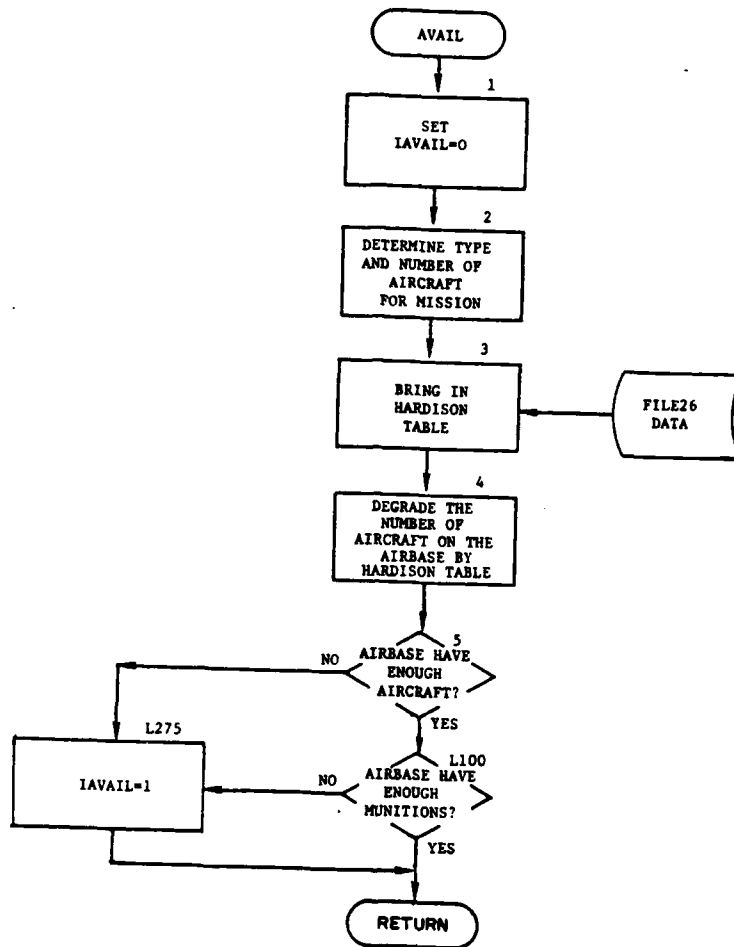 AVAIL
1
SET
IAVAIL=0
2
DETERMINE TYPE
AND NUMBER OF
AIRCRAFT
FOR MISSION
3
BRING IN
HARDISON
TABLE
FILE26
DATA
4
DEGRADE THE
NUMBER OF
AIRCRAFT ON THE
AIRBASE BY
HARDISON TABLE
5
AIRBASE HAVE
ENOUGH
AIRCRAFT?
NO
YES
L275
IAVAIL=1
L100
AIRBASE HAVE
ENOUGH
MUNITIONS?
NO
YES
RETURN